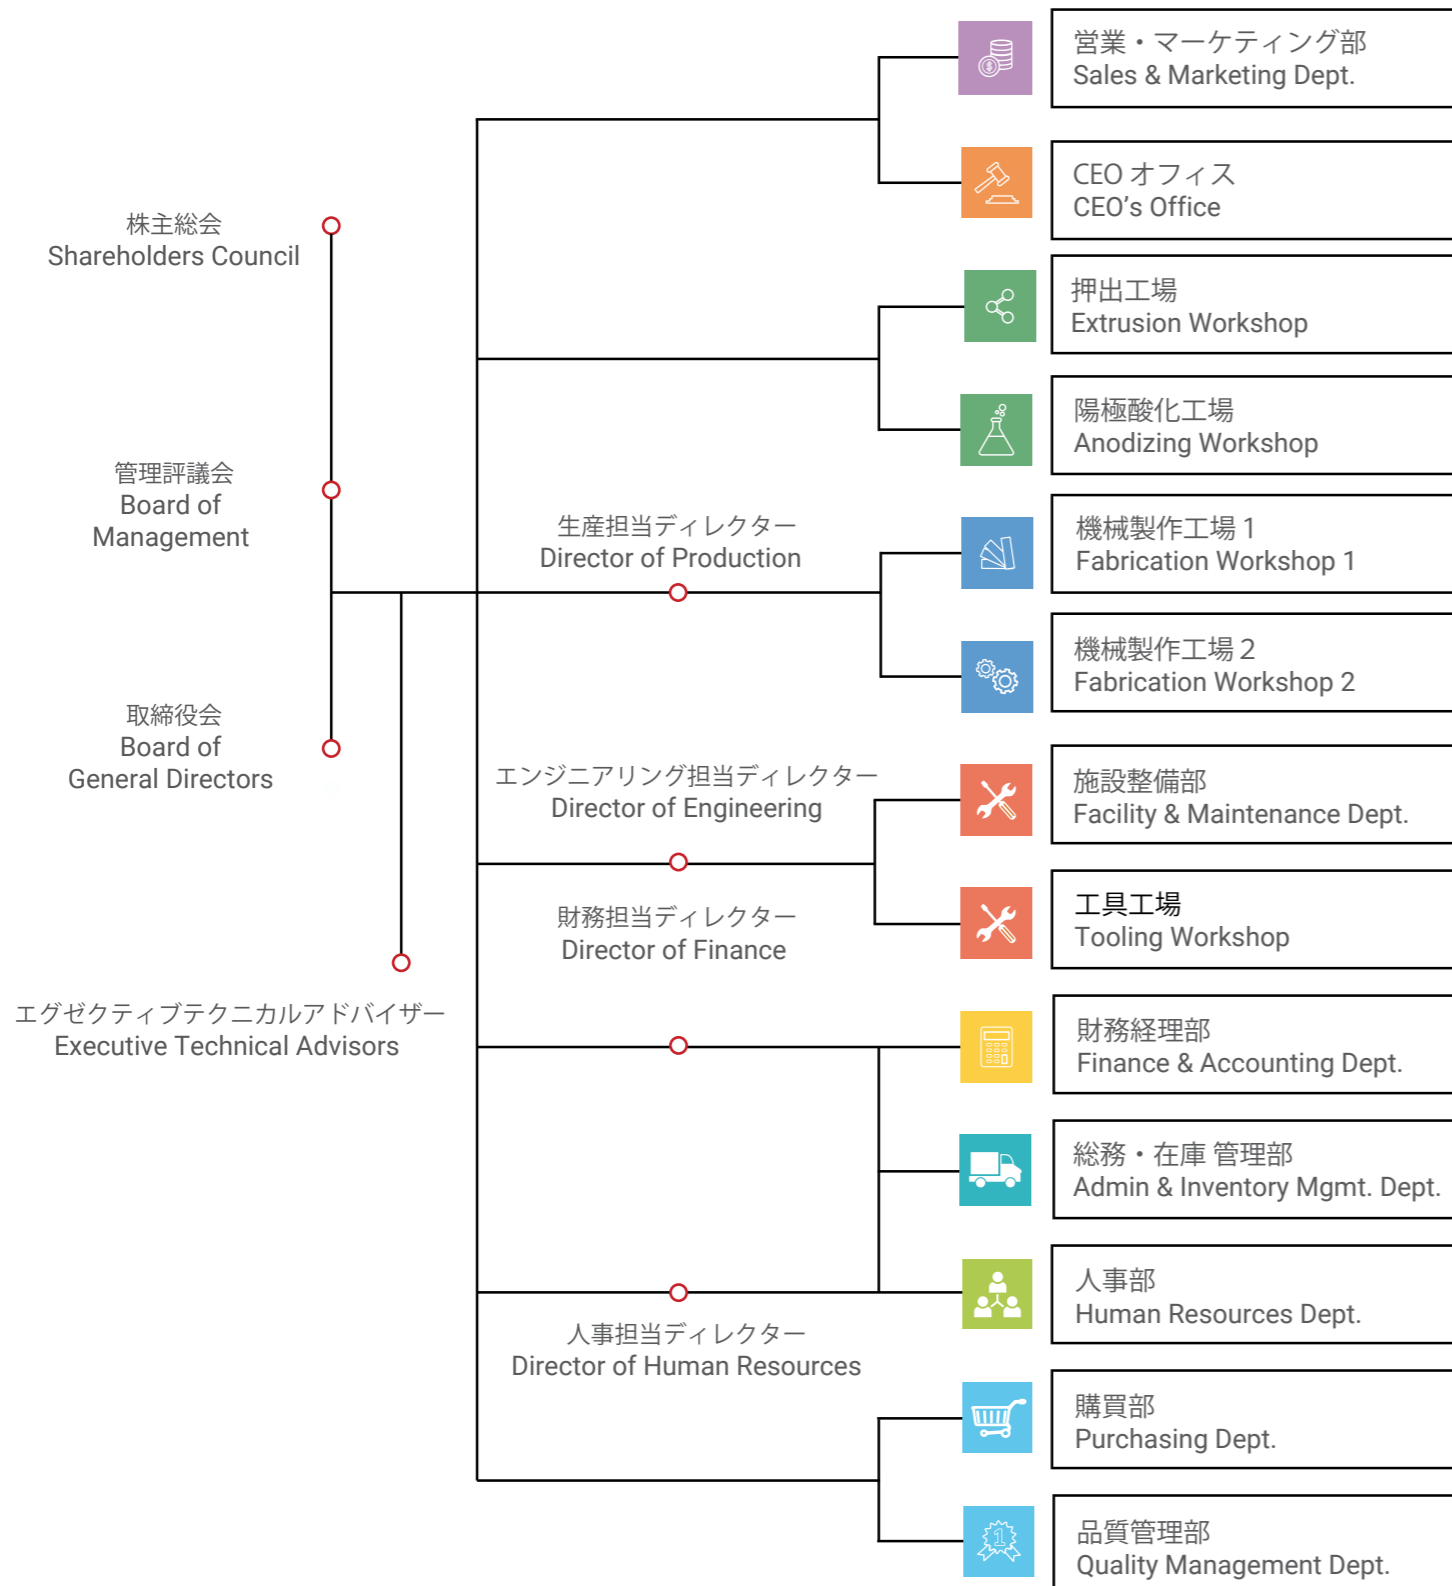 株主総会
Shareholders Council
管理評議会
Board of
Management
取締役会
Board of
General Directors
エグゼクティブテクニカルアドバイザー
Executive Technical Advisors
生産担当ディレクター
Director of Production
エンジニアリング担当ディレクター
Director of Engineering
財務担当ディレクター
Director of Finance
人事担当ディレクター
Director of Human Resources
営業・マーケティング部
Sales & Marketing Dept.
CEO オフィス
CEO’s Office
押出工場
Extrusion Workshop
陽極酸化工場
Anodizing Workshop
機械製作工場 1
Fabrication Workshop 1
機械製作工場 2
Fabrication Workshop 2
施設整備部
Facility & Maintenance Dept.
工具工場
Tooling Workshop
財務経理部
Finance & Accounting Dept.
総務・在庫 管理部
Admin & Inventory Mgmt. Dept.
人事部
Human Resources Dept.
購買部
Purchasing Dept.
1
品質管理部
Quality Management Dept.